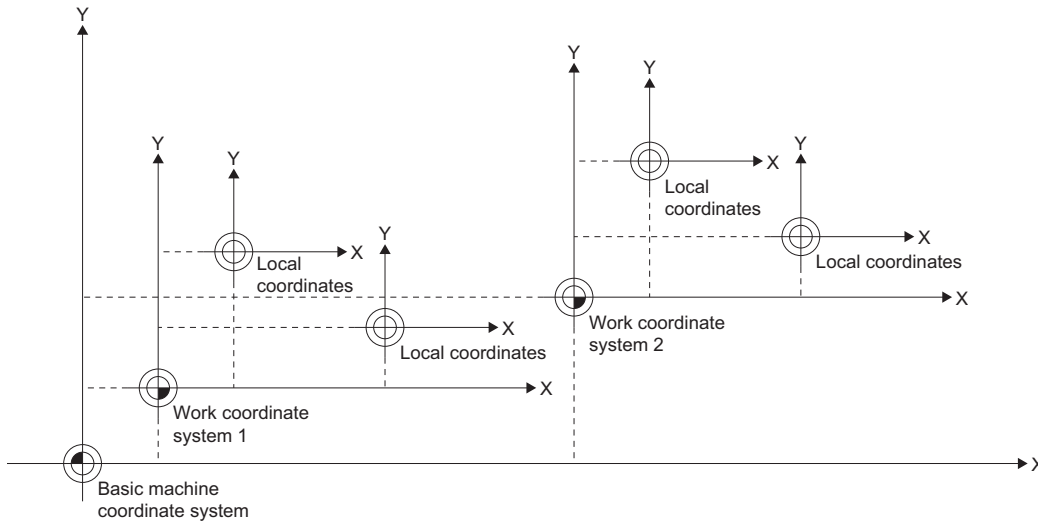 Y
Y
Y
Y
Y
Y
Y
X
Local
coordinates
X
Local
coordinates
X
Local coordinates
X
Local coordinates
X
Work coordinate
system 2
X
X
Work coordinate
system 1
X
Basic machine
coordinate system